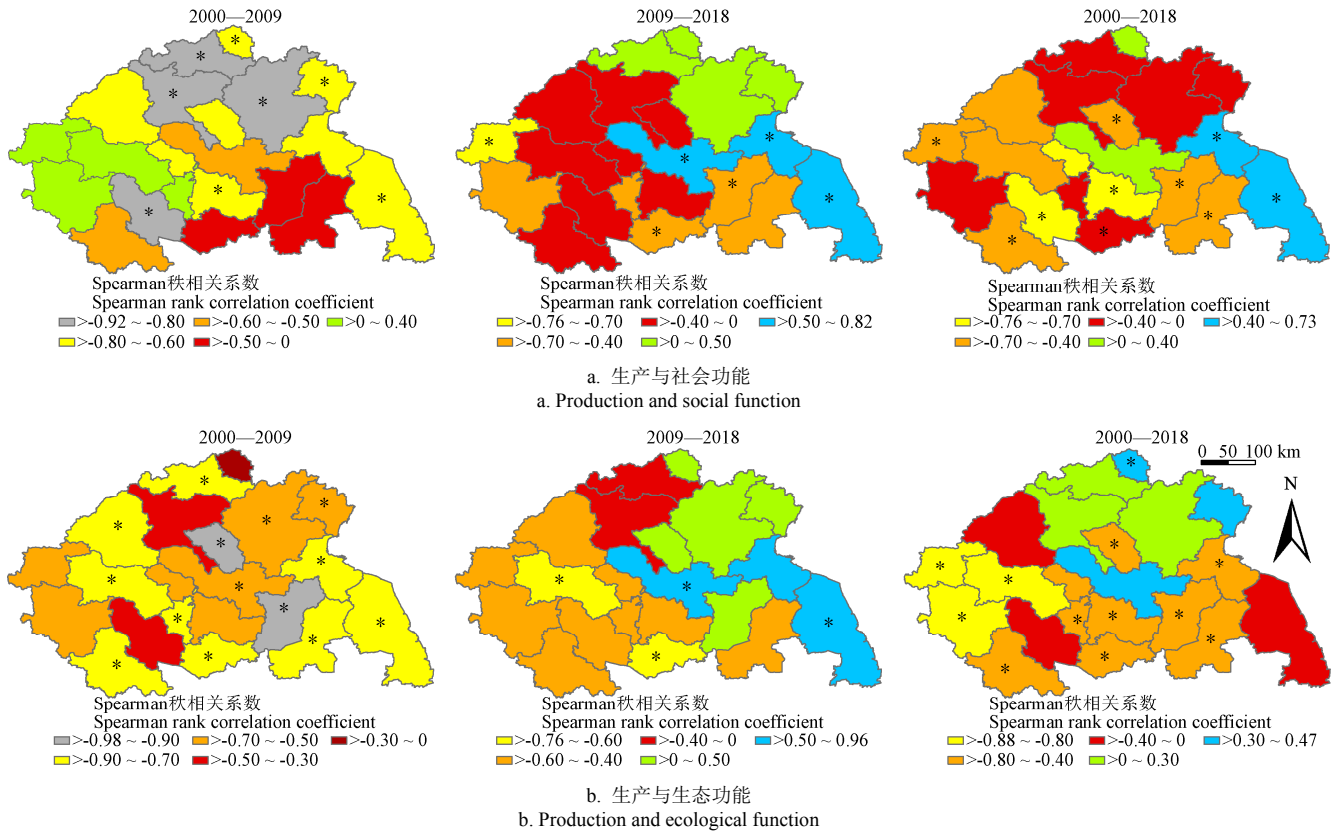 2000—2009
2009—2018
2000—2018
Spearman秩相关系数
Spearman rank correlation coefficient
>-0.92 ~ -0.80
>-0.60 ~ -0.50
>0 ~ 0.40
>-0.80 ~ -0.60
>-0.50 ~ 0
Spearman秩相关系数
Spearman rank correlation coefficient
>-0.76 ~ -0.70
>-0.40 ~ 0
>0.50 ~ 0.82
>-0.70 ~ -0.40
>0 ~ 0.50
Spearman秩相关系数
Spearman rank correlation coefficient
>-0.76 ~ -0.70
>-0.40 ~ 0
>0.40 ~ 0.73
>-0.70 ~ -0.40
>0 ~ 0.40
a. 生产与社会功能
a. Production and social function
2000—2009
2009—2018
2000—2018
0 50 100 km
N
Spearman秩相关系数
Spearman rank correlation coefficient
>-0.98 ~ -0.90
>-0.70 ~ -0.50
>-0.30 ~ 0
>-0.90 ~ -0.70
>-0.50 ~ -0.30
Spearman秩相关系数
Spearman rank correlation coefficient
>-0.76 ~ -0.60
>-0.40 ~ 0
>0.50 ~ 0.96
>-0.60 ~ -0.40
>0 ~ 0.50
Spearman秩相关系数
Spearman rank correlation coefficient
>-0.88 ~ -0.80
>-0.40 ~ 0
>0.30 ~ 0.47
>-0.80 ~ -0.40
>0 ~ 0.30
b. 生产与生态功能
b. Production and ecological function